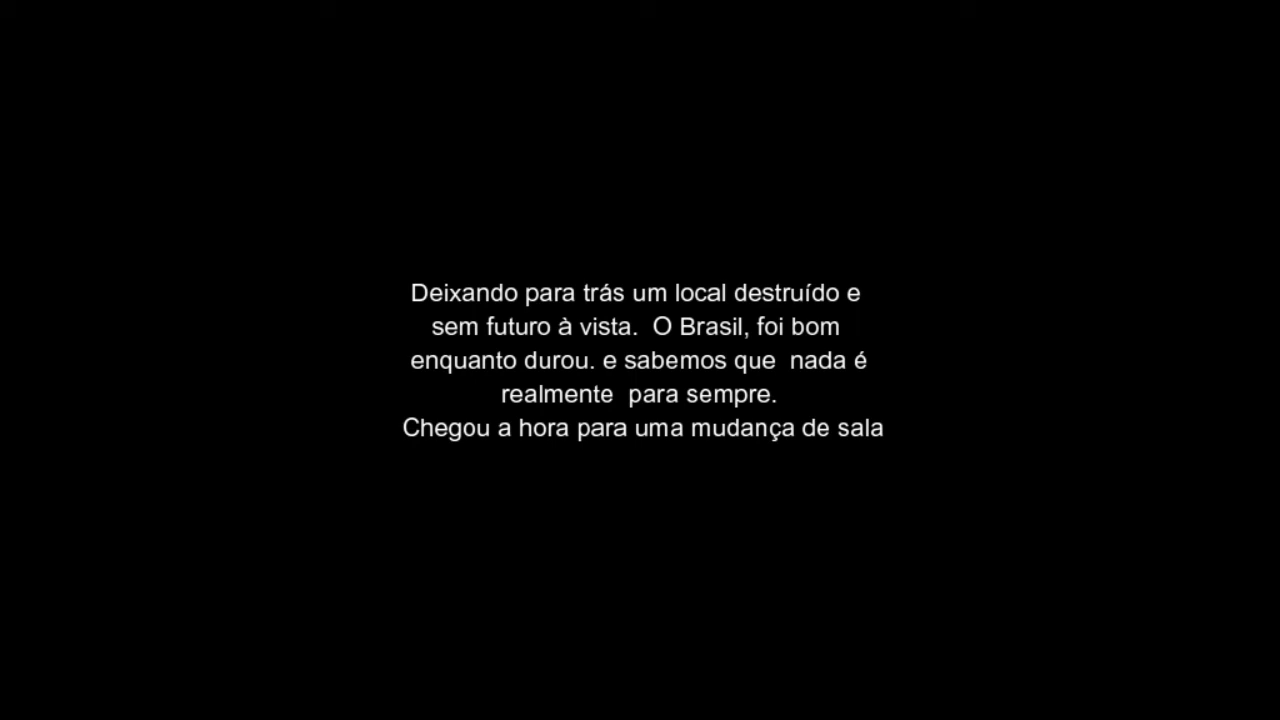 Deixando para trás um local destruído e
sem futuro à vista.  O Brasil, foi bom
enquanto durou. e sabemos que  nada é
realmente  para sempre.
Chegou a hora para uma mudança de sala